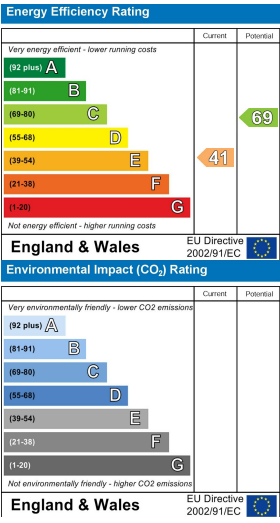 Energy Efficiency Rating
Current Potential
Very energy efficient - lower running costs
(92 plus) A
(81-91) B
(69-80) C
69
(55-68) D
(39-54) E
41
(21-38) F
(1-20) G
Not energy efficient - higher running costs
England & Wales
EU Directive
2002/91/EC
Environmental Impact (CO₂) Rating
Current Potential
Very environmentally friendly - lower CO2 emissions
(92 plus) A
(81-91) B
(69-80) C
(55-68) D
(39-54) E
(21-38) F
(1-20) G
Not environmentally friendly - higher CO2 emissions
England & Wales
EU Directive
2002/91/EC